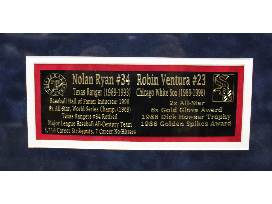 Nolan Ryan #34
Texas Ranger (1989-1993)
Baseball Hall of Famer Inductee 1999
8x All-Star, World-Series Champ. (1969)
Texas Rangers #34 Retired
Major League Baseball All-Century Team
5,714 Career Strikeouts, 7 Career No-Hitters
Robin Ventura #23
Chicago White Sox (1989-1998)
2x All-Star
6x Gold Glove Award
1988 Dick Howser Trophy
1988 Golden Spikes Award